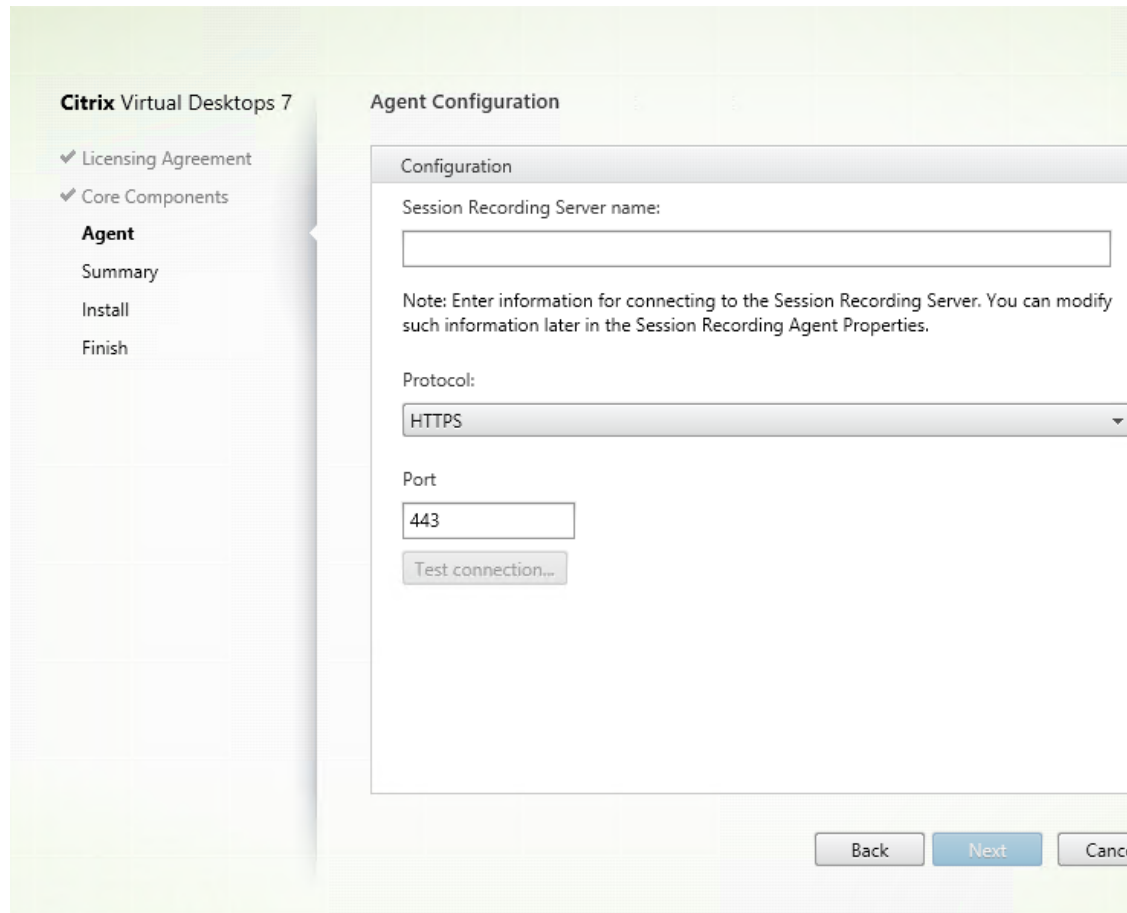 Citrix Virtual Desktops 7
Licensing Agreement
Core Components
Agent
Summary
Install
Finish
Agent Configuration
Configuration
Session Recording Server name:
Note: Enter information for connecting to the Session Recording Server. You can modify
such information later in the Session Recording Agent Properties.
Protocol:
HTTPS
Port
443
Test connection...
Back
Next
Canc